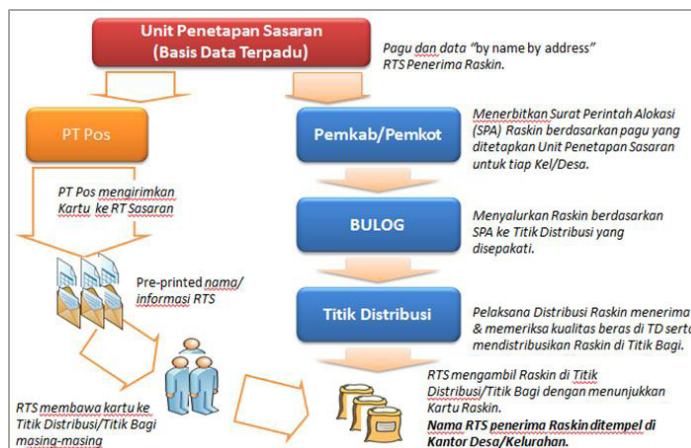 Unit Penetapan Sasaran
(Basis Data Terpadu)
Pagu dan data “by name by address”
RTS Penerima Raskin.
PT Pos
Pemkab/Pemkot
Menerbitkan Surat Perintah Alokasi
(SPA) Raskin berdasarkan pagu yang
ditetapkan Unit Penetapan Sasaran
untuk tiap Kel/Desa.
PT Pos mengirimkan
Kartu ke RT Sasaran
BULOG
Menyalurkan Raskin berdasarkan
SPA ke Titik Distribusi yang
disepakati.
Pre-printed nama/
informasi RTS
Titik Distribusi
Pelaksana Distribusi Raskin menerima
& memeriksa kualitas beras di TD serta
mendistribusikan Raskin di Titik Bagi.
RTS membawa kartu ke
Titik Distribusi/Titik Bagi
masing-masing
RTS mengambil Raskin di Titik
Distribusi/Titik Bagi dengan menunjukkan
Kartu Raskin.
Nama RTS penerima Raskin ditempel di
Kantor Desa/Kelurahan.